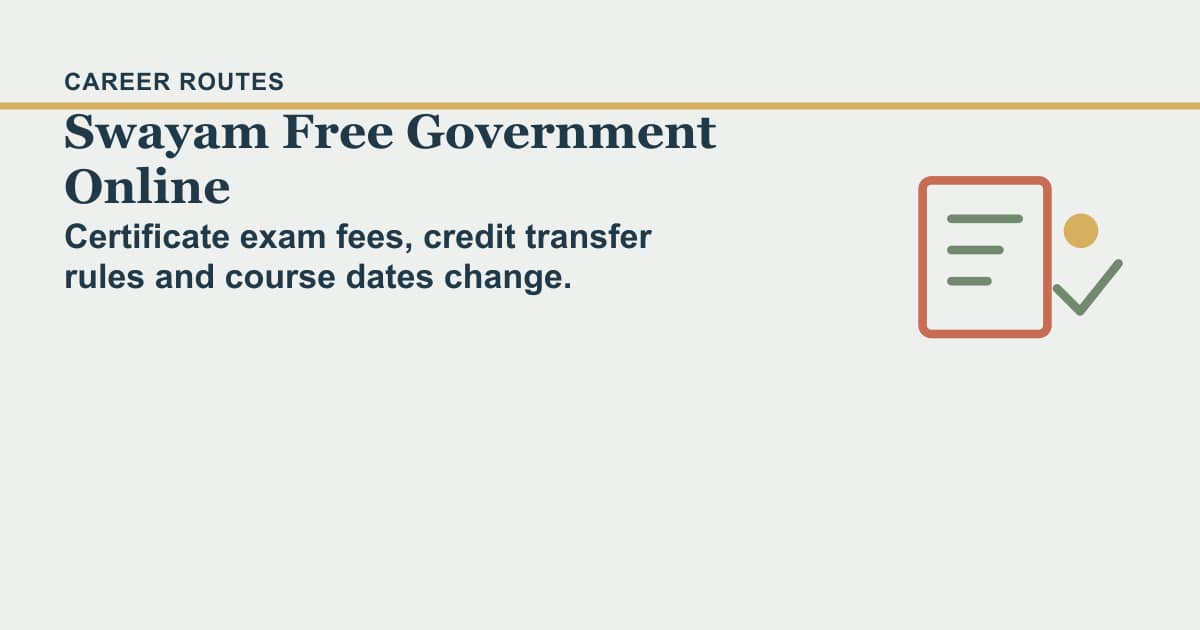 CAREER ROUTES
Swayam Free Government
Online
Certificate exam fees, credit transfer
rules and course dates change.